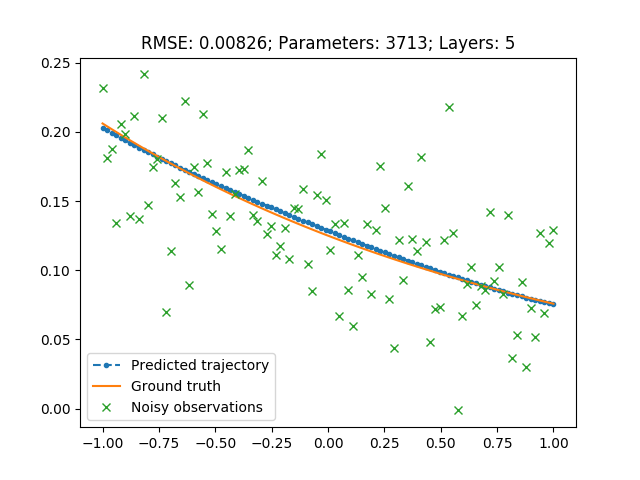 RMSE: 0.00826; Parameters: 3713; Layers: 5
0.25
0.20
0.15
0.10
0.05
0.00
Predicted trajectory
Ground truth
Noisy observations
−1.00 −0.75 −0.50 −0.25 0.00 0.25 0.50 0.75 1.00